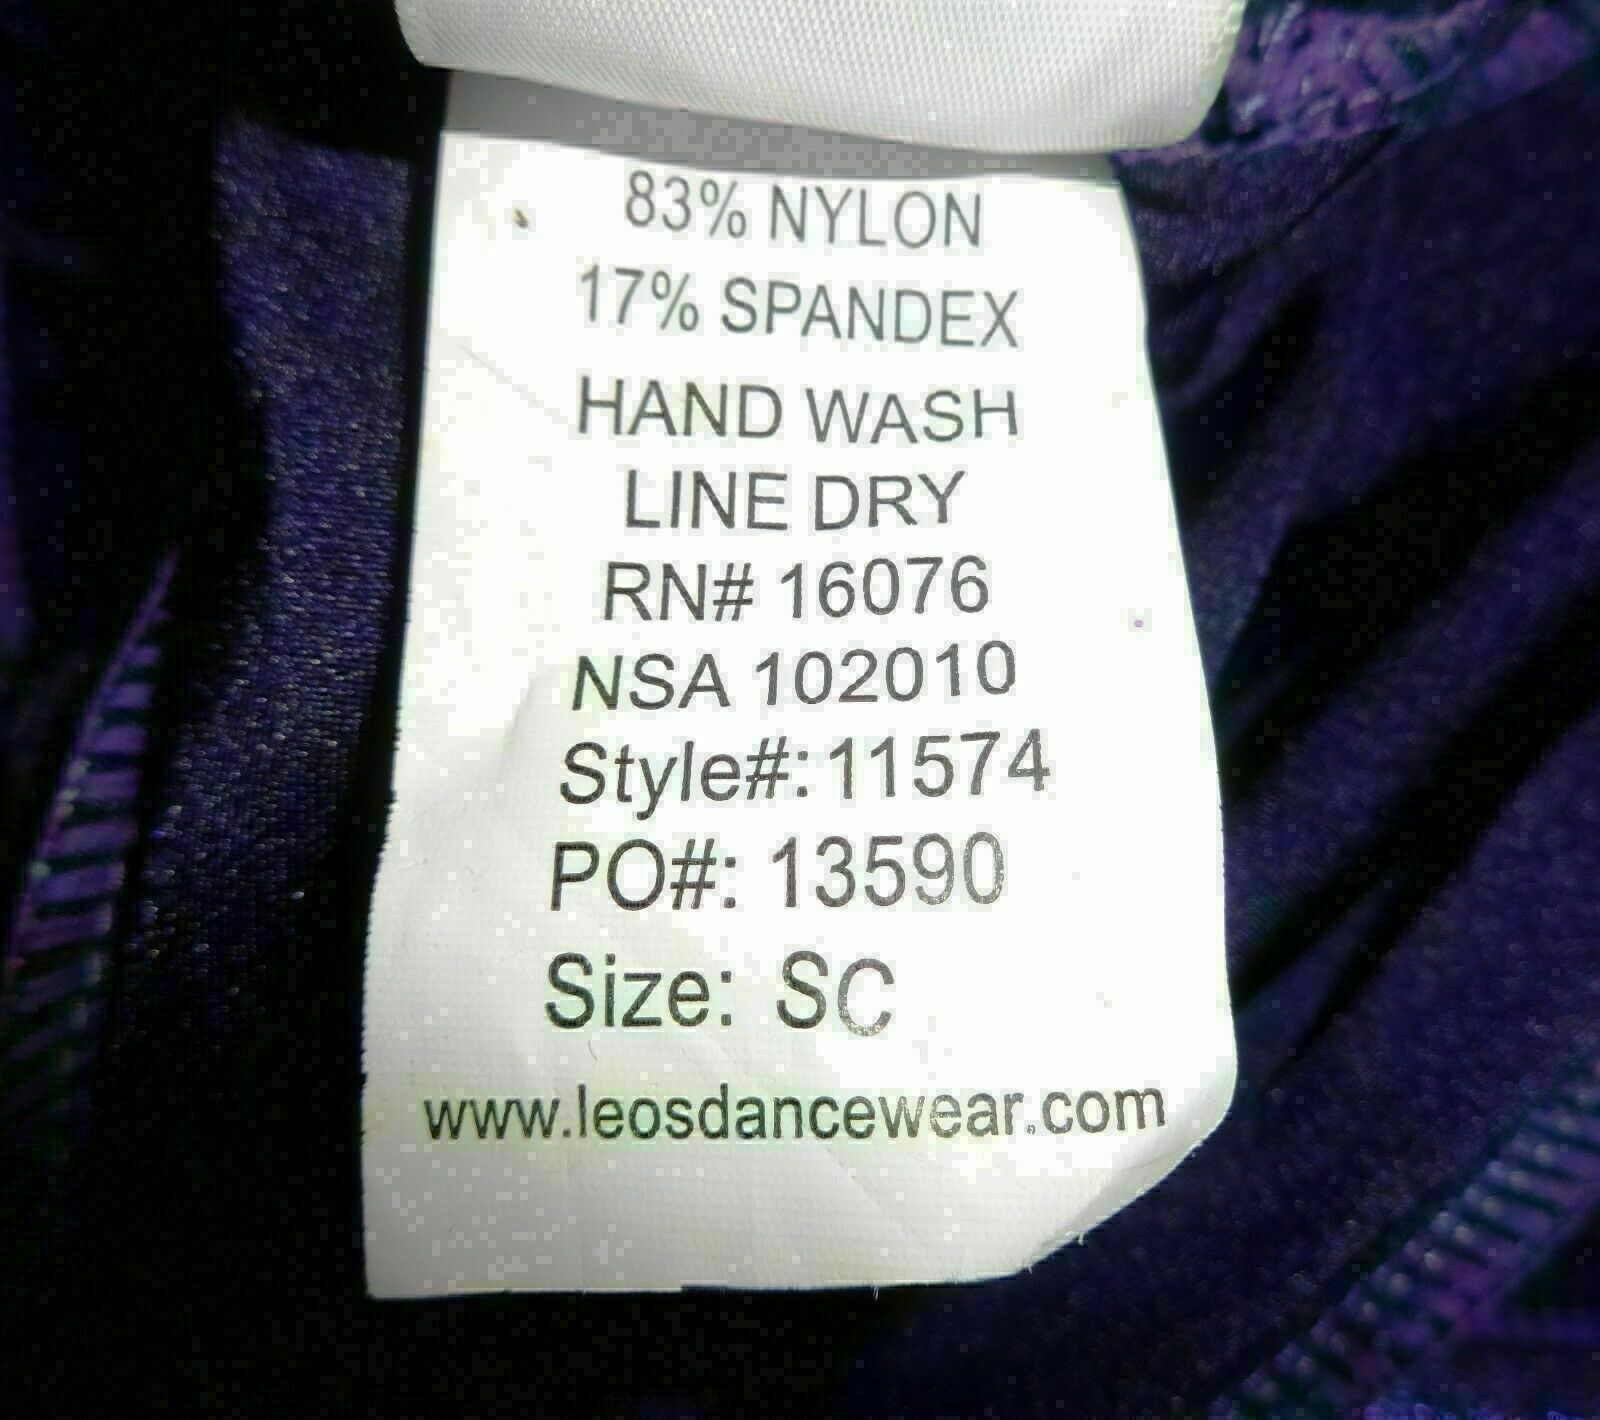 83% NYLON
17% SPANDEX
HAND WASH
LINE DRY
RN# 16076
NSA 102010
Style#: 11574
PO#: 13590
Size: SC
www.leosdancewear.com